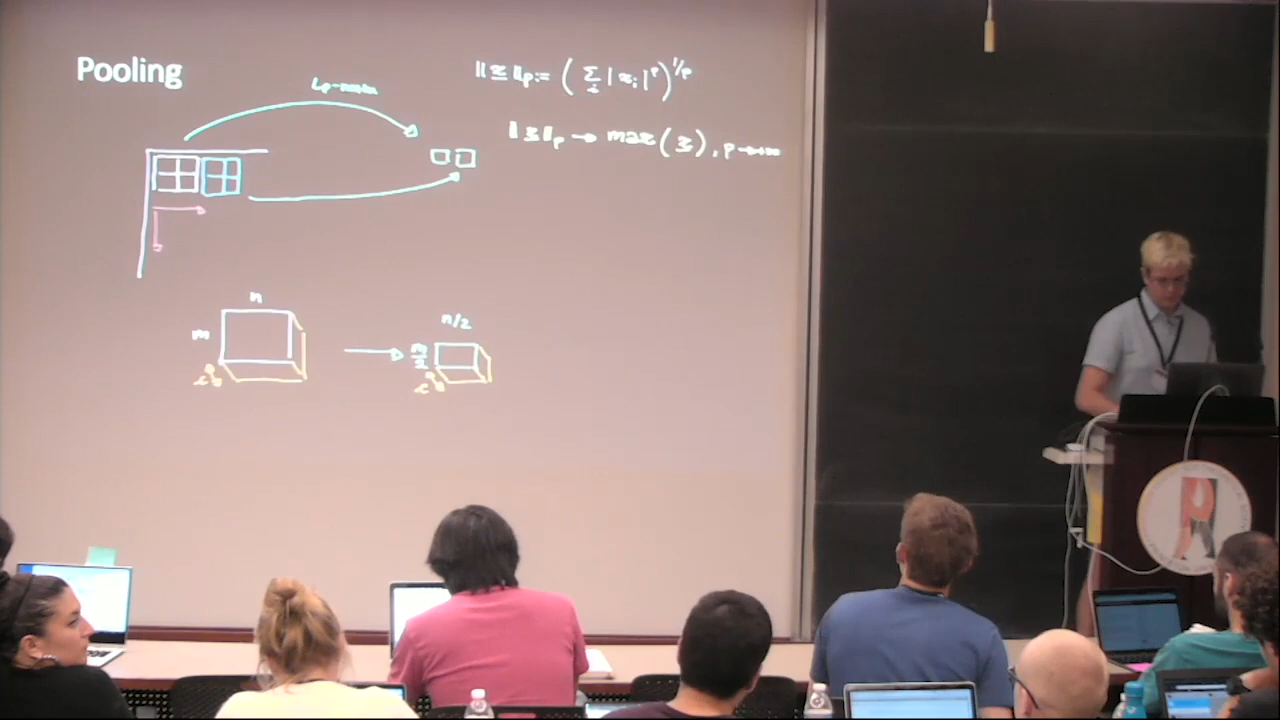 Pooling
Lp-norm
‖x‖p := (∑i |xi|^p)^1/p
‖x‖p → max(x), p→+∞
n
m
c
n/2
m/2
c